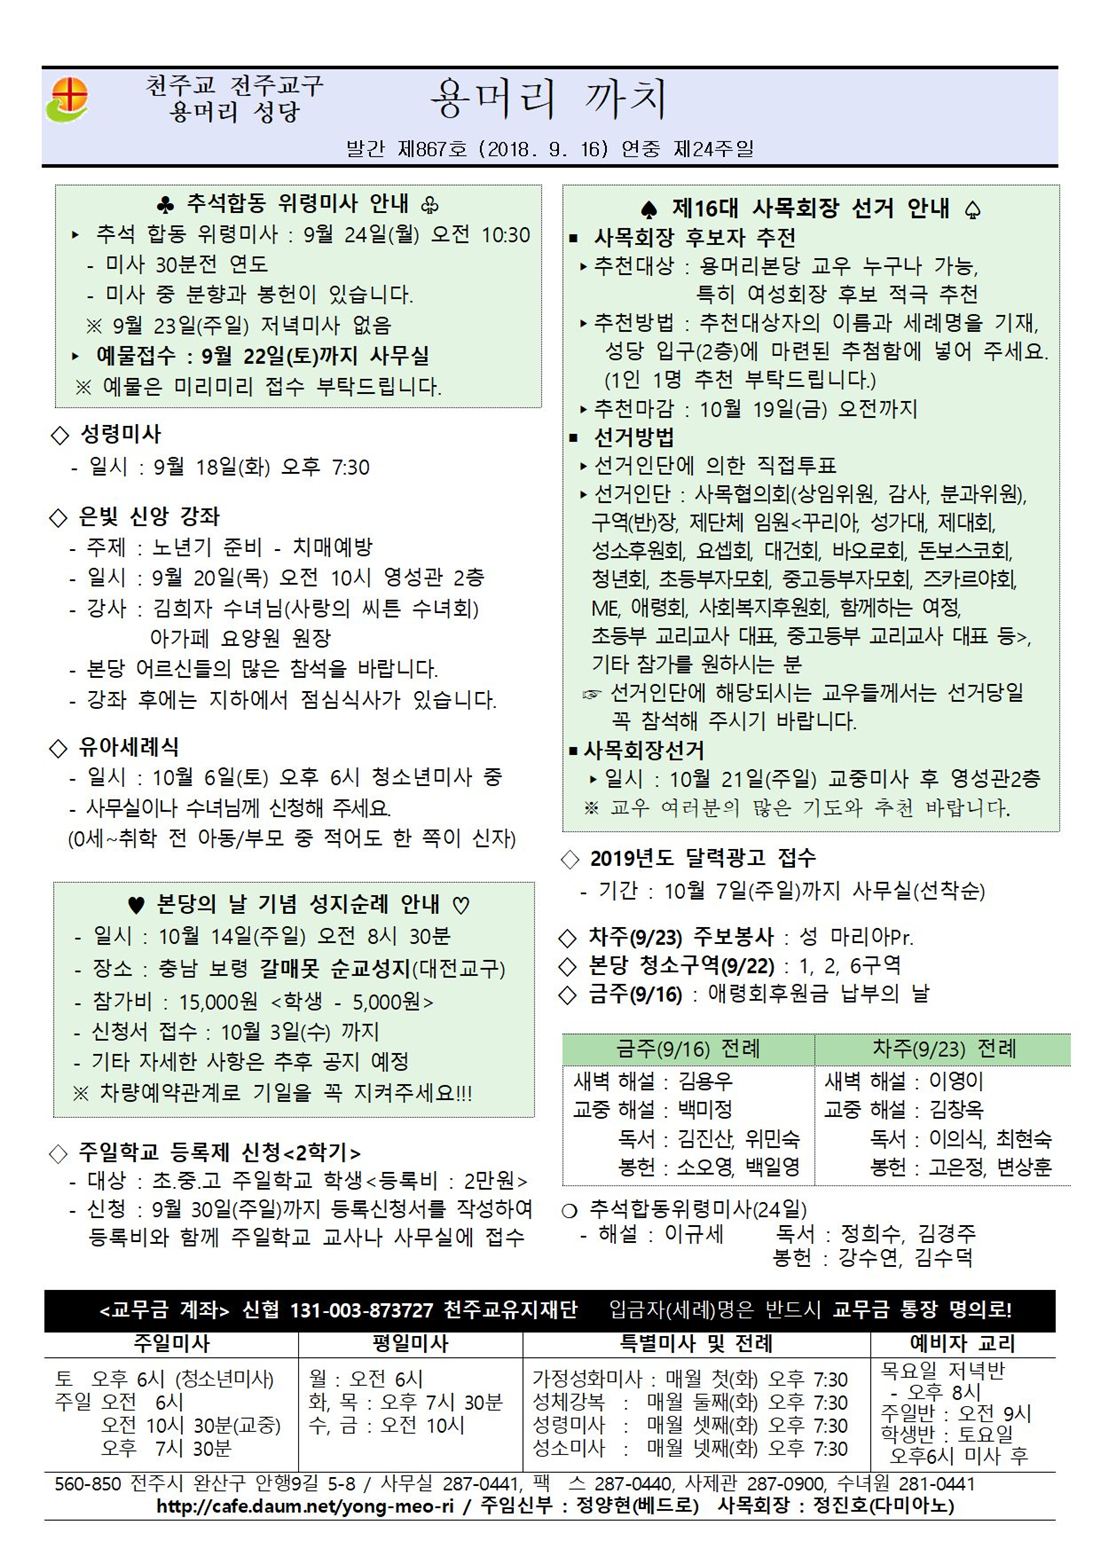 천주교 전주교구
용머리 성당
용머리 까치
발간 제867호 (2018. 9. 16) 연중 제24주일
♣ 추석합동 위령미사 안내 ♧
▸ 추석 합동 위령미사 : 9월 24일(월) 오전 10:30
- 미사 30분전 연도
- 미사 중 분향과 봉헌이 있습니다.
※ 9월 23일(주일) 저녁미사 없음
▸ 예물접수 : 9월 22일(토)까지 사무실
※ 예물은 미리미리 접수 부탁드립니다.
◇ 성령미사
- 일시 : 9월 18일(화) 오후 7:30
◇ 은빛 신앙 강좌
- 주제 : 노년기 준비 - 치매예방
- 일시 : 9월 20일(목) 오전 10시 영성관 2층
- 강사 : 김희자 수녀님(사랑의 씨튼 수녀회)
아가페 요양원 원장
- 본당 어르신들의 많은 참석을 바랍니다.
- 강좌 후에는 지하에서 점심식사가 있습니다.
◇ 유아세례식
- 일시 : 10월 6일(토) 오후 6시 청소년미사 중
- 사무실이나 수녀님께 신청해 주세요.
(0세~취학 전 아동/부모 중 적어도 한 쪽이 신자)
♥ 본당의 날 기념 성지순례 안내 ♡
- 일시 : 10월 14일(주일) 오전 8시 30분
- 장소 : 충남 보령 갈매못 순교성지(대전교구)
- 참가비 : 15,000원 <학생 - 5,000원>
- 신청서 접수 : 10월 3일(수) 까지
- 기타 자세한 사항은 추후 공지 예정
※ 차량예약관계로 기일을 꼭 지켜주세요!!!
◇ 주일학교 등록제 신청<2학기>
- 대상 : 초.중.고 주일학교 학생<등록비 : 2만원>
- 신청 : 9월 30일(주일)까지 등록신청서를 작성하여
등록비와 함께 주일학교 교사나 사무실에 접수
♠ 제16대 사목회장 선거 안내 ♤
■ 사목회장 후보자 추전
▸추천대상 : 용머리본당 교우 누구나 가능,
특히 여성회장 후보 적극 추천
▸추천방법 : 추천대상자의 이름과 세례명을 기재,
성당 입구(2층)에 마련된 추첨함에 넣어 주세요.
(1인 1명 추천 부탁드립니다.)
▸추천마감 : 10월 19일(금) 오전까지
■ 선거방법
▸선거인단에 의한 직접투표
▸선거인단 : 사목협의회(상임위원, 감사, 분과위원),
구역(반)장, 제단체 임원<꾸리아, 성가대, 제대회,
성소후원회, 요셉회, 대건회, 바오로회, 돈보스코회,
청년회, 초등부자모회, 중고등부자모회, 즈카르야회,
ME, 애령회, 사회복지후원회, 함께하는 여정,
초등부 교리교사 대표, 중고등부 교리교사 대표 등>,
기타 참가를 원하시는 분
☞ 선거인단에 해당되시는 교우들께서는 선거당일
꼭 참석해 주시기 바랍니다.
■ 사목회장선거
▸일시 : 10월 21일(주일) 교중미사 후 영성관2층
※ 교우 여러분의 많은 기도와 추천 바랍니다.
◇ 2019년도 달력광고 접수
- 기간 : 10월 7일(주일)까지 사무실(선착순)
◇ 차주(9/23) 주보봉사 : 성 마리아Pr.
◇ 본당 청소구역(9/22) : 1, 2, 6구역
◇ 금주(9/16) : 애령회후원금 납부의 날
금주(9/16) 전례 차주(9/23) 전례
새벽 해설 : 김용우 새벽 해설 : 이영이
교중 해설 : 백미정 교중 해설 : 김창옥
독서 : 김진산, 위민숙 독서 : 이의식, 최현숙
봉헌 : 소오영, 백일영 봉헌 : 고은정, 변상훈
❍ 추석합동위령미사(24일)
- 해설 : 이규세 독서 : 정희수, 김경주
봉헌 : 강수연, 김수덕
<교무금 계좌> 신협 131-003-873727 천주교유지재단 입금자(세례)명은 반드시 교무금 통장 명의로!
주일미사 평일미사 특별미사 및 전례 예비자 교리
토 오후 6시 (청소년미사)
주일 오전 6시
오전 10시 30분(교중)
오후 7시 30분
월 : 오전 6시
화, 목 : 오후 7시 30분
수, 금 : 오전 10시
가정성화미사 : 매월 첫(화) 오후 7:30
성체강복 : 매월 둘째(화) 오후 7:30
성령미사 : 매월 셋째(화) 오후 7:30
성소미사 : 매월 넷째(화) 오후 7:30
목요일 저녁반
- 오후 8시
주일반 : 오전 9시
학생반 : 토요일
오후6시 미사 후
560-850 전주시 완산구 안행9길 5-8 / 사무실 287-0441, 팩 스 287-0440, 사제관 287-0900, 수녀원 281-0441
http://cafe.daum.net/yong-meo-ri / 주임신부 : 정양현(베드로) 사목회장 : 정진호(다미아노)